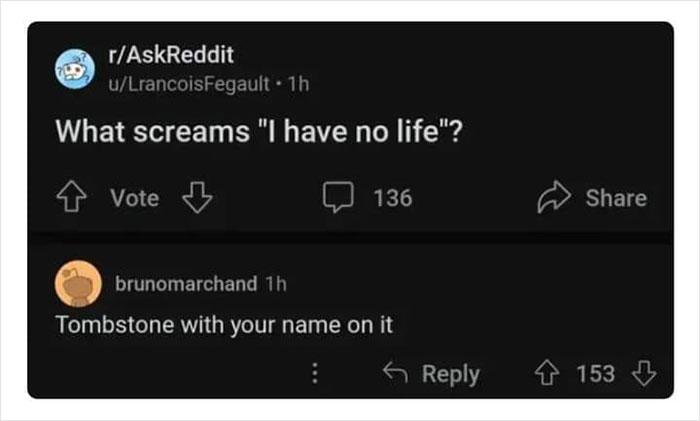 r/AskReddit
u/LrancoisFegault • 1h
What screams "I have no life"?
Vote 136 Share
brunomarchand 1h
Tombstone with your name on it
Reply 153